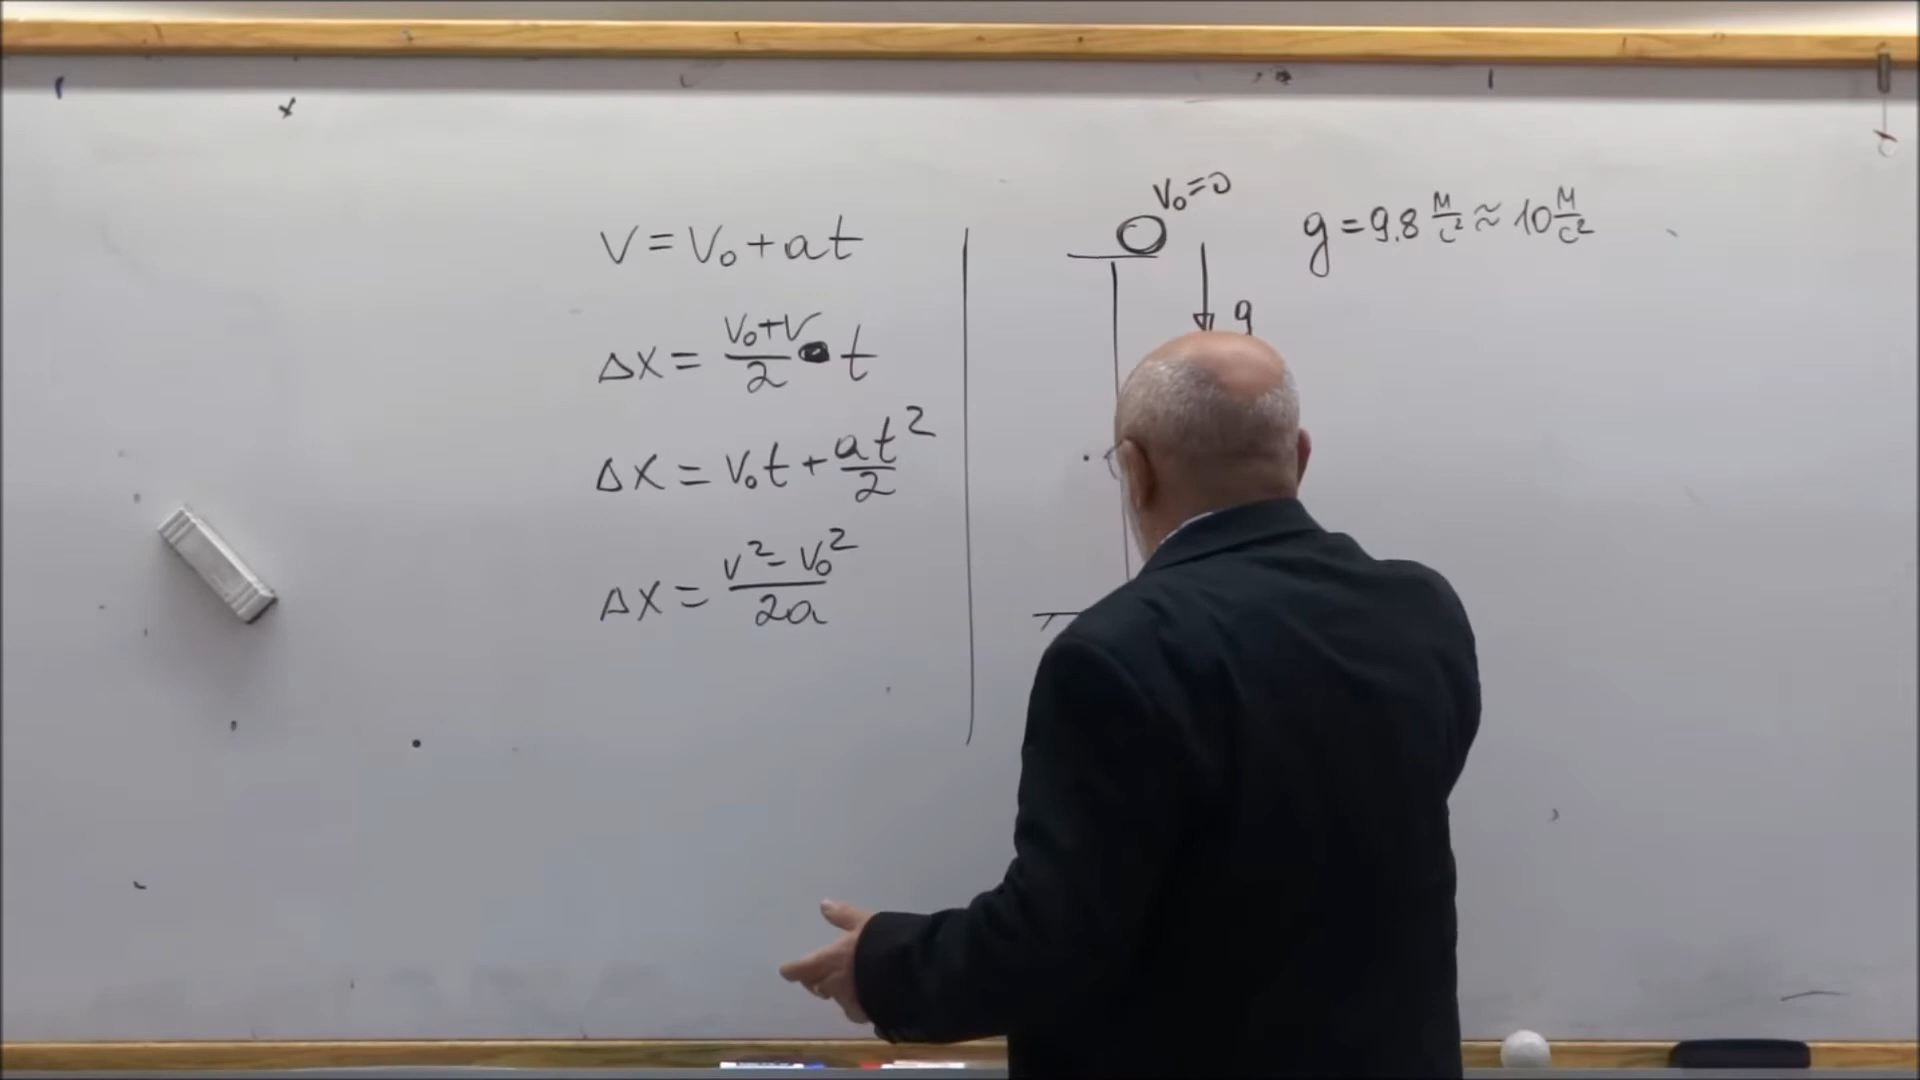 V = V₀ + at
Δx = (V₀+V)/2 · t
Δx = V₀t + at²/2
Δx = (v² - v₀²)/2a
V₀=0
g = 9.8 м/с² ≈ 10 м/с²
g